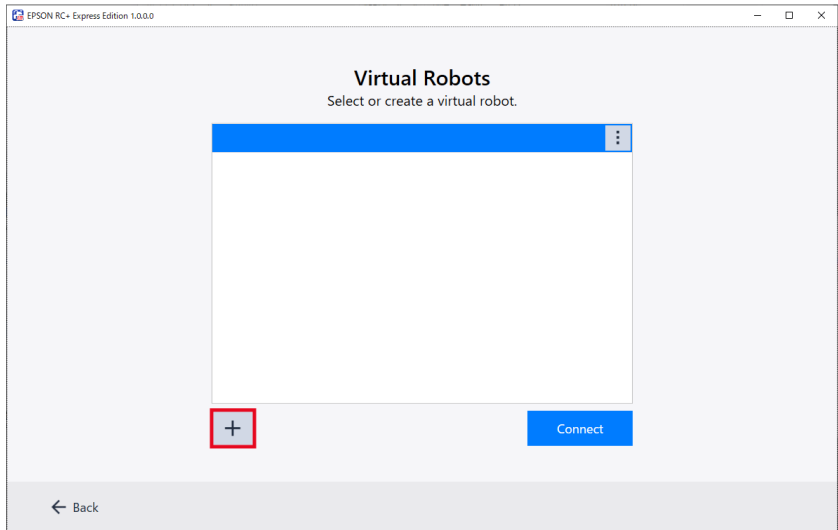 EPSON RC+ Express Edition 1.0.0.0
Virtual Robots
Select or create a virtual robot.
Connect
Back